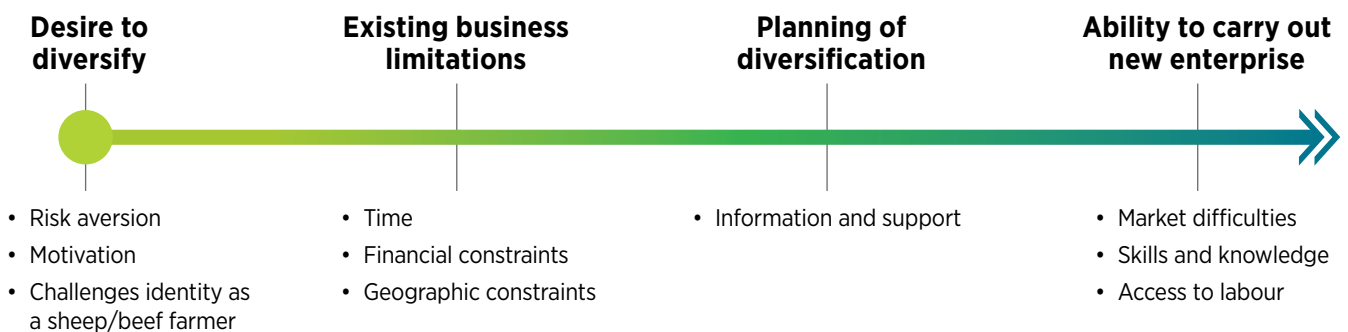 Desire to
diversify
Existing business
limitations
Planning of
diversification
Ability to carry out
new enterprise
• Risk aversion
• Motivation
• Challenges identity as
a sheep/beef farmer
• Time
• Financial constraints
• Geographic constraints
• Information and support
• Market difficulties
• Skills and knowledge
• Access to labour